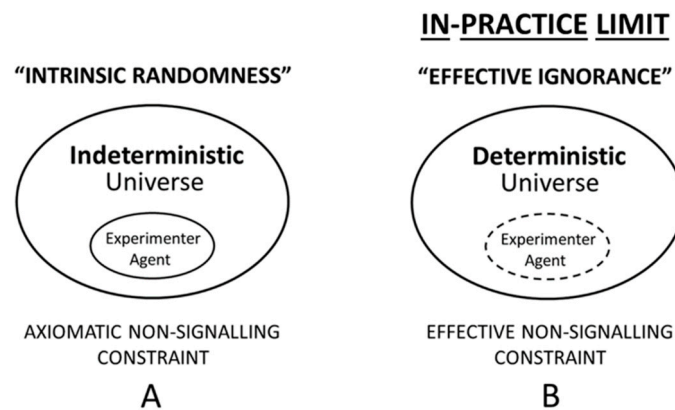 IN-PRACTICE LIMIT
“INTRINSIC RANDOMNESS”
Indeterministic
Universe
Experimenter
Agent
AXIOMATIC NON-SIGNALLING
CONSTRAINT
A
“EFFECTIVE IGNORANCE”
Deterministic
Universe
Experimenter
Agent
EFFECTIVE NON-SIGNALLING
CONSTRAINT
B